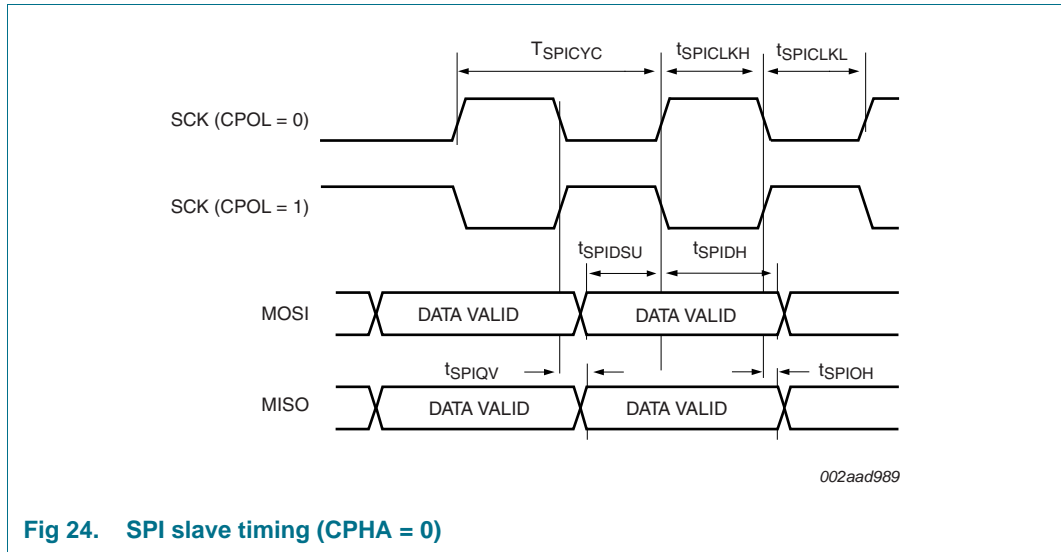 TSPICYC tSPICLKH tSPICLKL
SCK (CPOL = 0)
SCK (CPOL = 1)
tSPIDSU tSPIDH
MOSI DATA VALID DATA VALID
tSPIQV tSPIOH
MISO DATA VALID DATA VALID
002aad989
Fig 24. SPI slave timing (CPHA = 0)